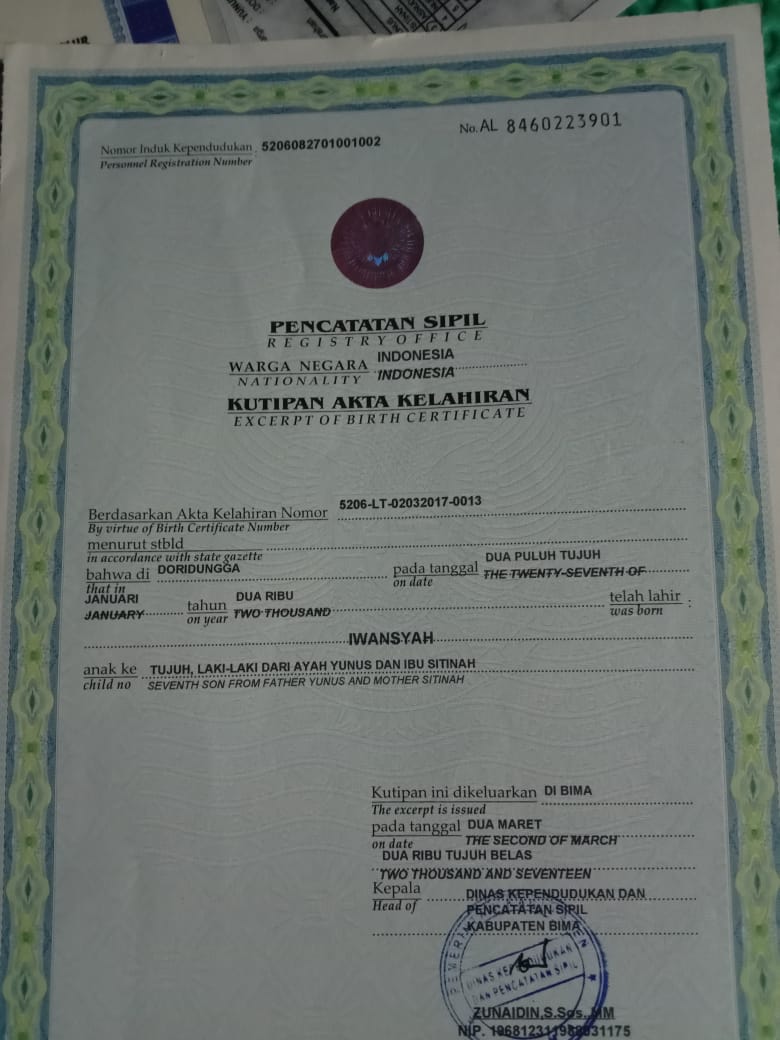 No. AL 8460223901
Nomor Induk Kependudukan : 5206082701001002
Personnel Registration Number
PENCATATAN SIPIL
REGISTRY OFFICE
WARGA NEGARA INDONESIA
NATIONALITY INDONESIA
KUTIPAN AKTA KELAHIRAN
EXCERPT OF BIRTH CERTIFICATE
Berdasarkan Akta Kelahiran Nomor 5206-LT-02032017-0013
By virtue of Birth Certificate Number
menurut stbld
in accordance with state gazette
bahwa di DORIDUNGGA pada tanggal DUA PULUH TUJUH
that in on date THE TWENTY-SEVENTH OF
JANUARI tahun DUA RIBU telah lahir :
JANUARY on year TWO THOUSAND was born
IWANSYAH
anak ke TUJUH, LAKI-LAKI DARI AYAH YUNUS DAN IBU SITINAH
child no SEVENTH SON FROM FATHER YUNUS AND MOTHER SITINAH
Kutipan ini dikeluarkan DI BIMA
The excerpt is issued
pada tanggal DUA MARET
on date THE SECOND OF MARCH
DUA RIBU TUJUH BELAS
TWO THOUSAND AND SEVENTEEN
Kepala DINAS KEPENDUDUKAN DAN
Head of PENCATATAN SIPIL
KABUPATEN BIMA
DINAS KEPENDUDUKAN
DAN PENCATATAN SIPIL
ZUNAIDIN,S.Sos.,MM
NIP. 196812311988031175